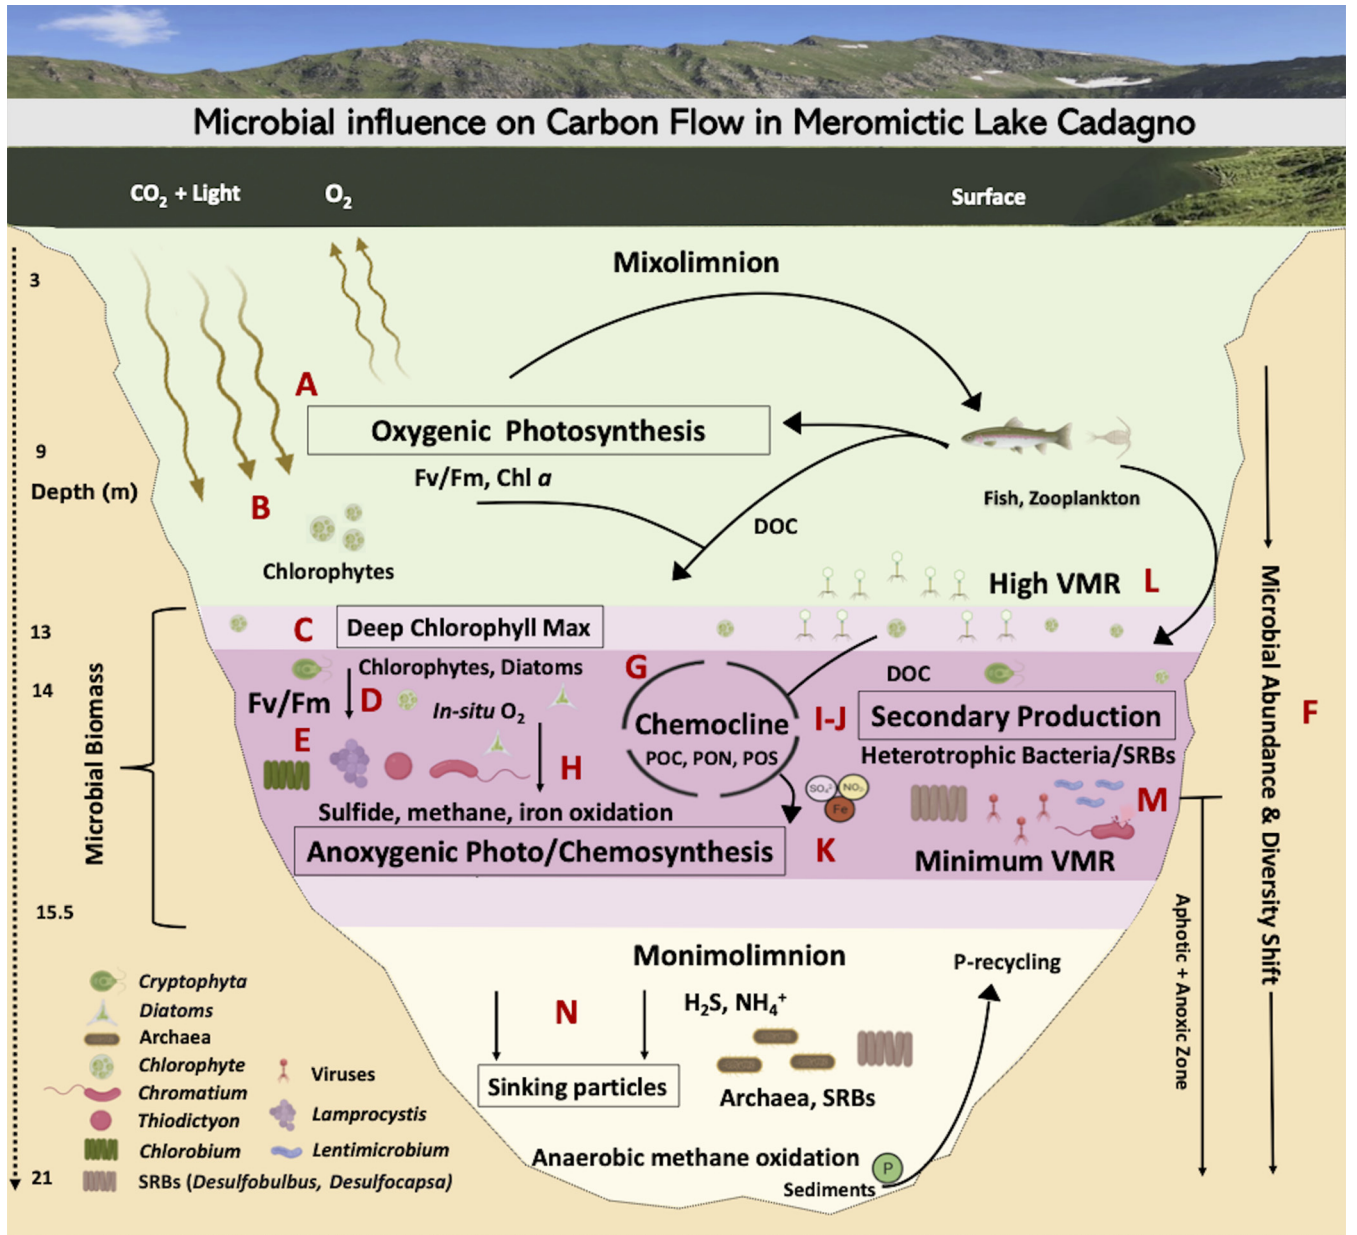 Microbial influence on Carbon Flow in Meromictic Lake Cadagno
CO₂ + Light
O₂
Surface
Mixolimnion
3
A
Oxygenic Photosynthesis
9
Fv/Fm, Chl a
Depth (m)
B
Fish, Zooplankton
DOC
Chlorophytes
High VMR
L
13
C
Deep Chlorophyll Max
Chlorophytes, Diatoms
G
DOC
14
Fv/Fm
D
In-situ O₂
Chemocline
POC, PON, POS
I-J
Secondary Production
Heterotrophic Bacteria/SRBs
F
E
H
SO₄²⁻
NO₃⁻
Fe
M
Sulfide, methane, iron oxidation
Anoxygenic Photo/Chemosynthesis
K
Minimum VMR
Microbial Biomass
Microbial Abundance & Diversity Shift
Aphotic + Anoxic Zone
15.5
Monimolimnion
P-recycling
N
H₂S, NH₄⁺
Sinking particles
Archaea, SRBs
Anaerobic methane oxidation
P
Sediments
21
Cryptophyta
Diatoms
Archaea
Chlorophyte
Chromatium
Thiodictyon
Chlorobium
SRBs (Desulfobulbus, Desulfocapsa)
Viruses
Lamprocystis
Lentimicrobium